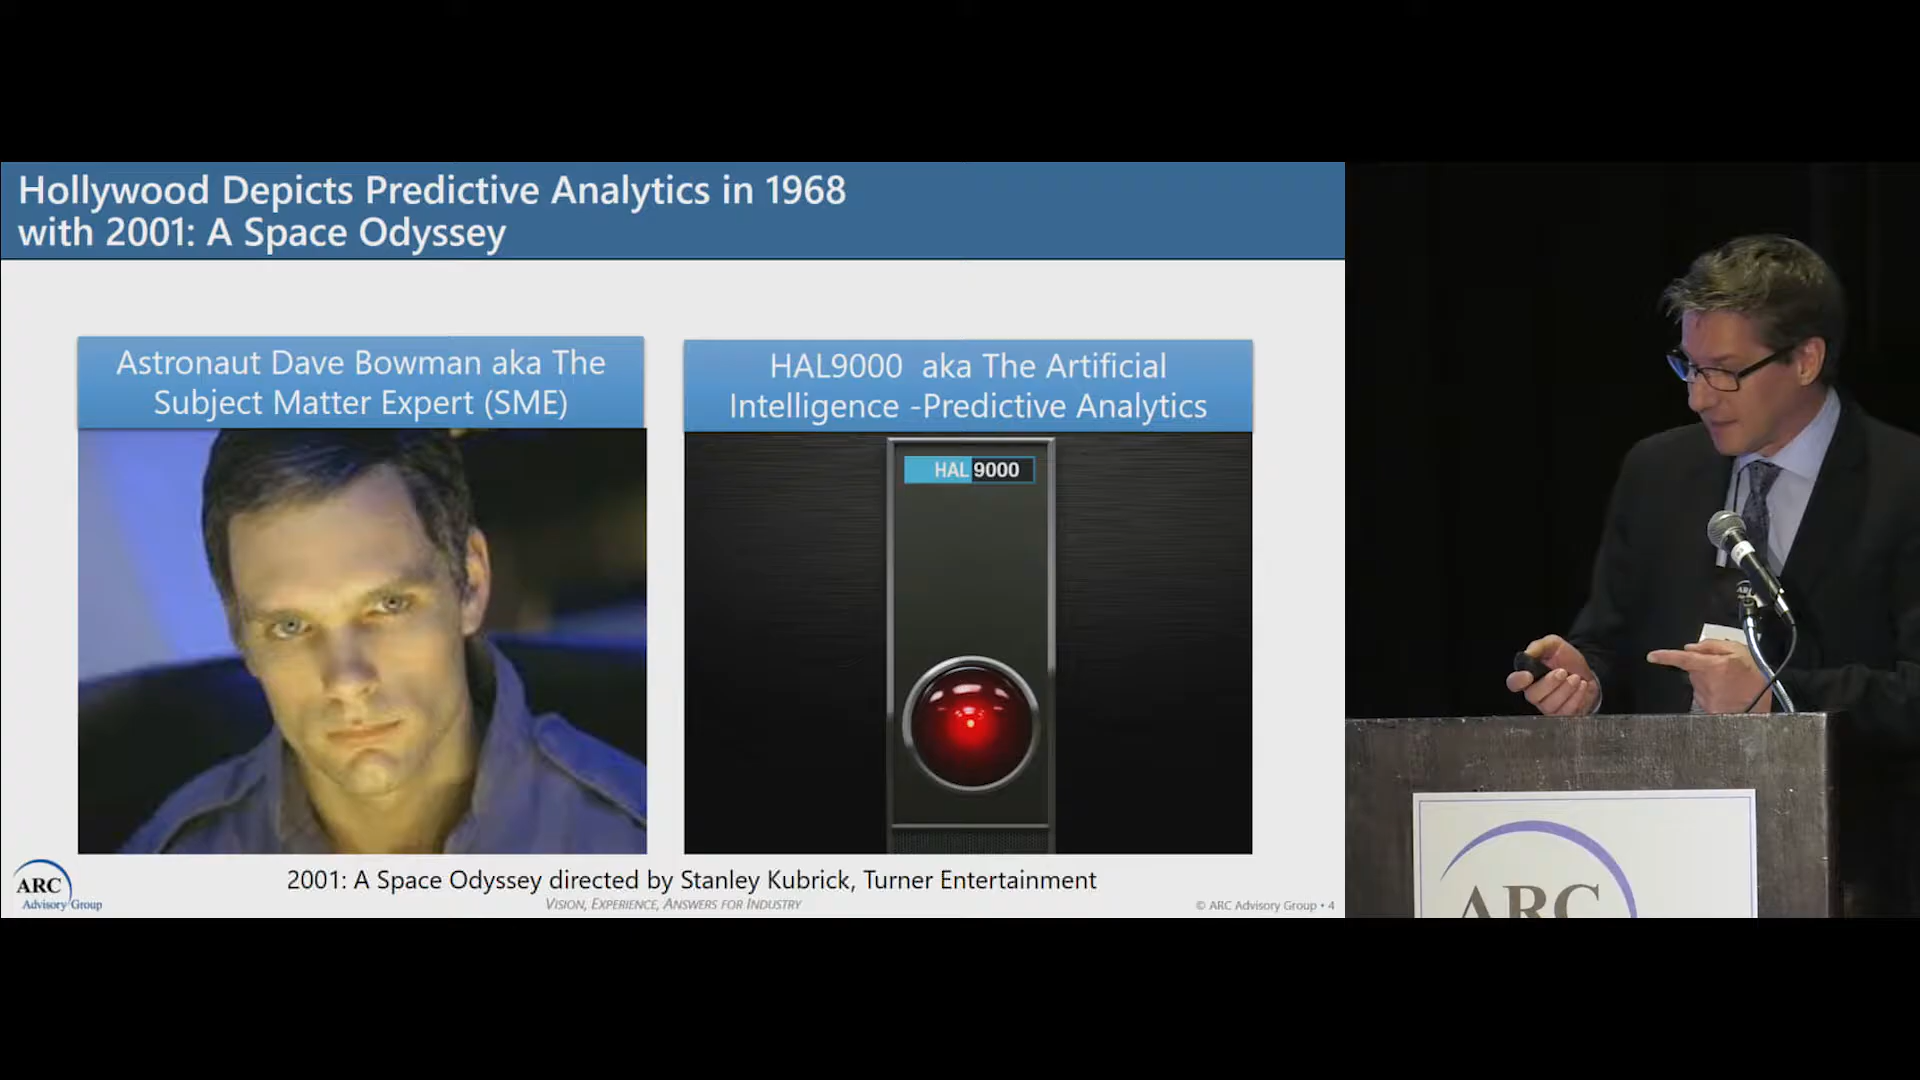 Hollywood Depicts Predictive Analytics in 1968
with 2001: A Space Odyssey
Astronaut Dave Bowman aka The
Subject Matter Expert (SME)
HAL9000 aka The Artificial
Intelligence -Predictive Analytics
HAL 9000
2001: A Space Odyssey directed by Stanley Kubrick, Turner Entertainment
ARC
Advisory Group
VISION, EXPERIENCE, ANSWERS FOR INDUSTRY
© ARC Advisory Group • 4
ARC